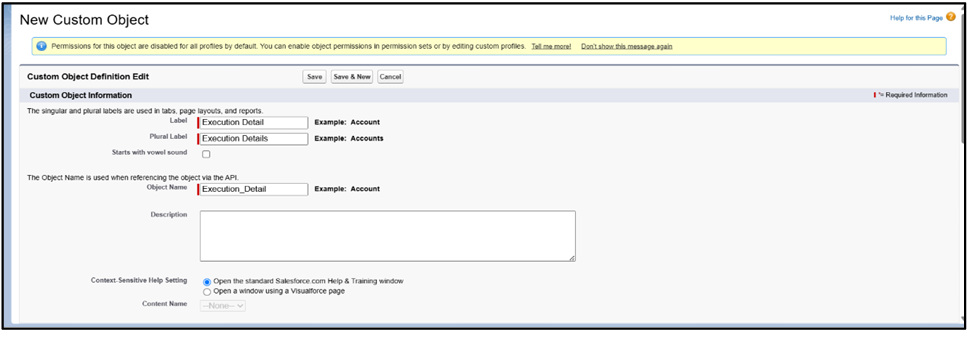 New Custom Object
Help for this Page ?
i Permissions for this object are disabled for all profiles by default. You can enable object permissions in permission sets or by editing custom profiles. Tell me more! Don't show this message again
Custom Object Definition Edit Save Save & New Cancel
Custom Object Information *= Required Information
The singular and plural labels are used in tabs, page layouts, and reports.
Label Execution Detail Example: Account
Plural Label Execution Details Example: Accounts
Starts with vowel sound
The Object Name is used when referencing the object via the API.
Object Name Execution_Detail Example: Account
Description
Context-Sensitive Help Setting Open the standard Salesforce.com Help & Training window
Open a window using a Visualforce page
Content Name --None--